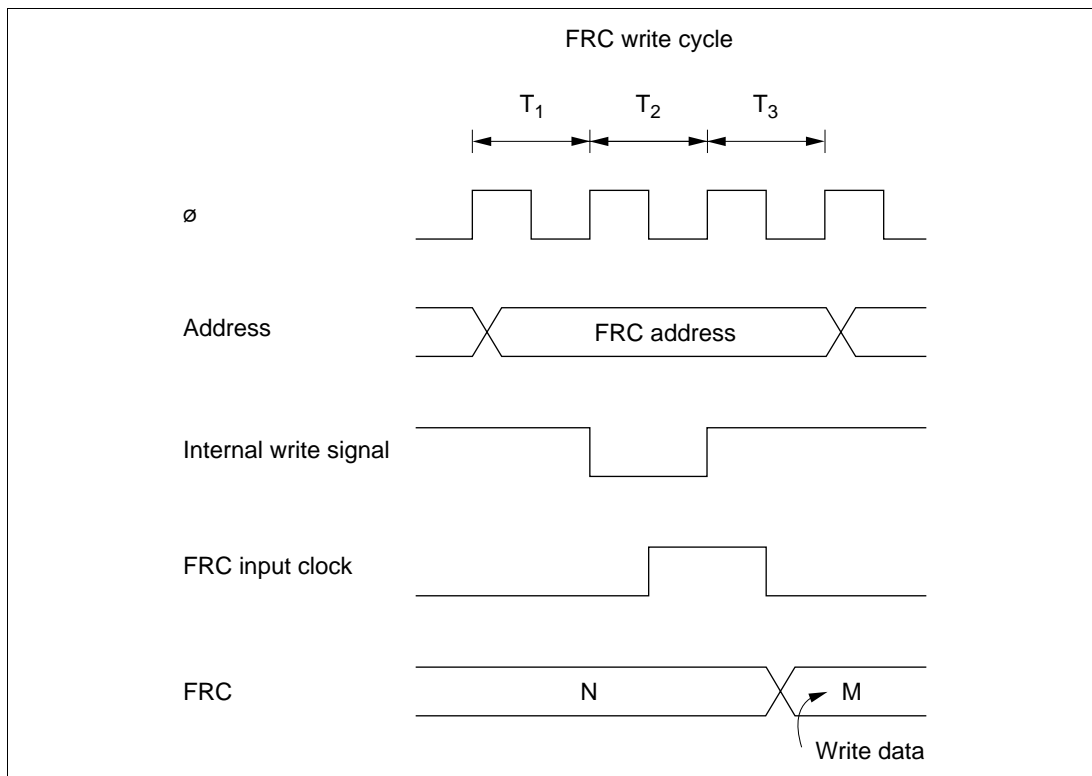 FRC write cycle
T1 T2 T3
ø
Address FRC address
Internal write signal
FRC input clock
FRC N M
Write data